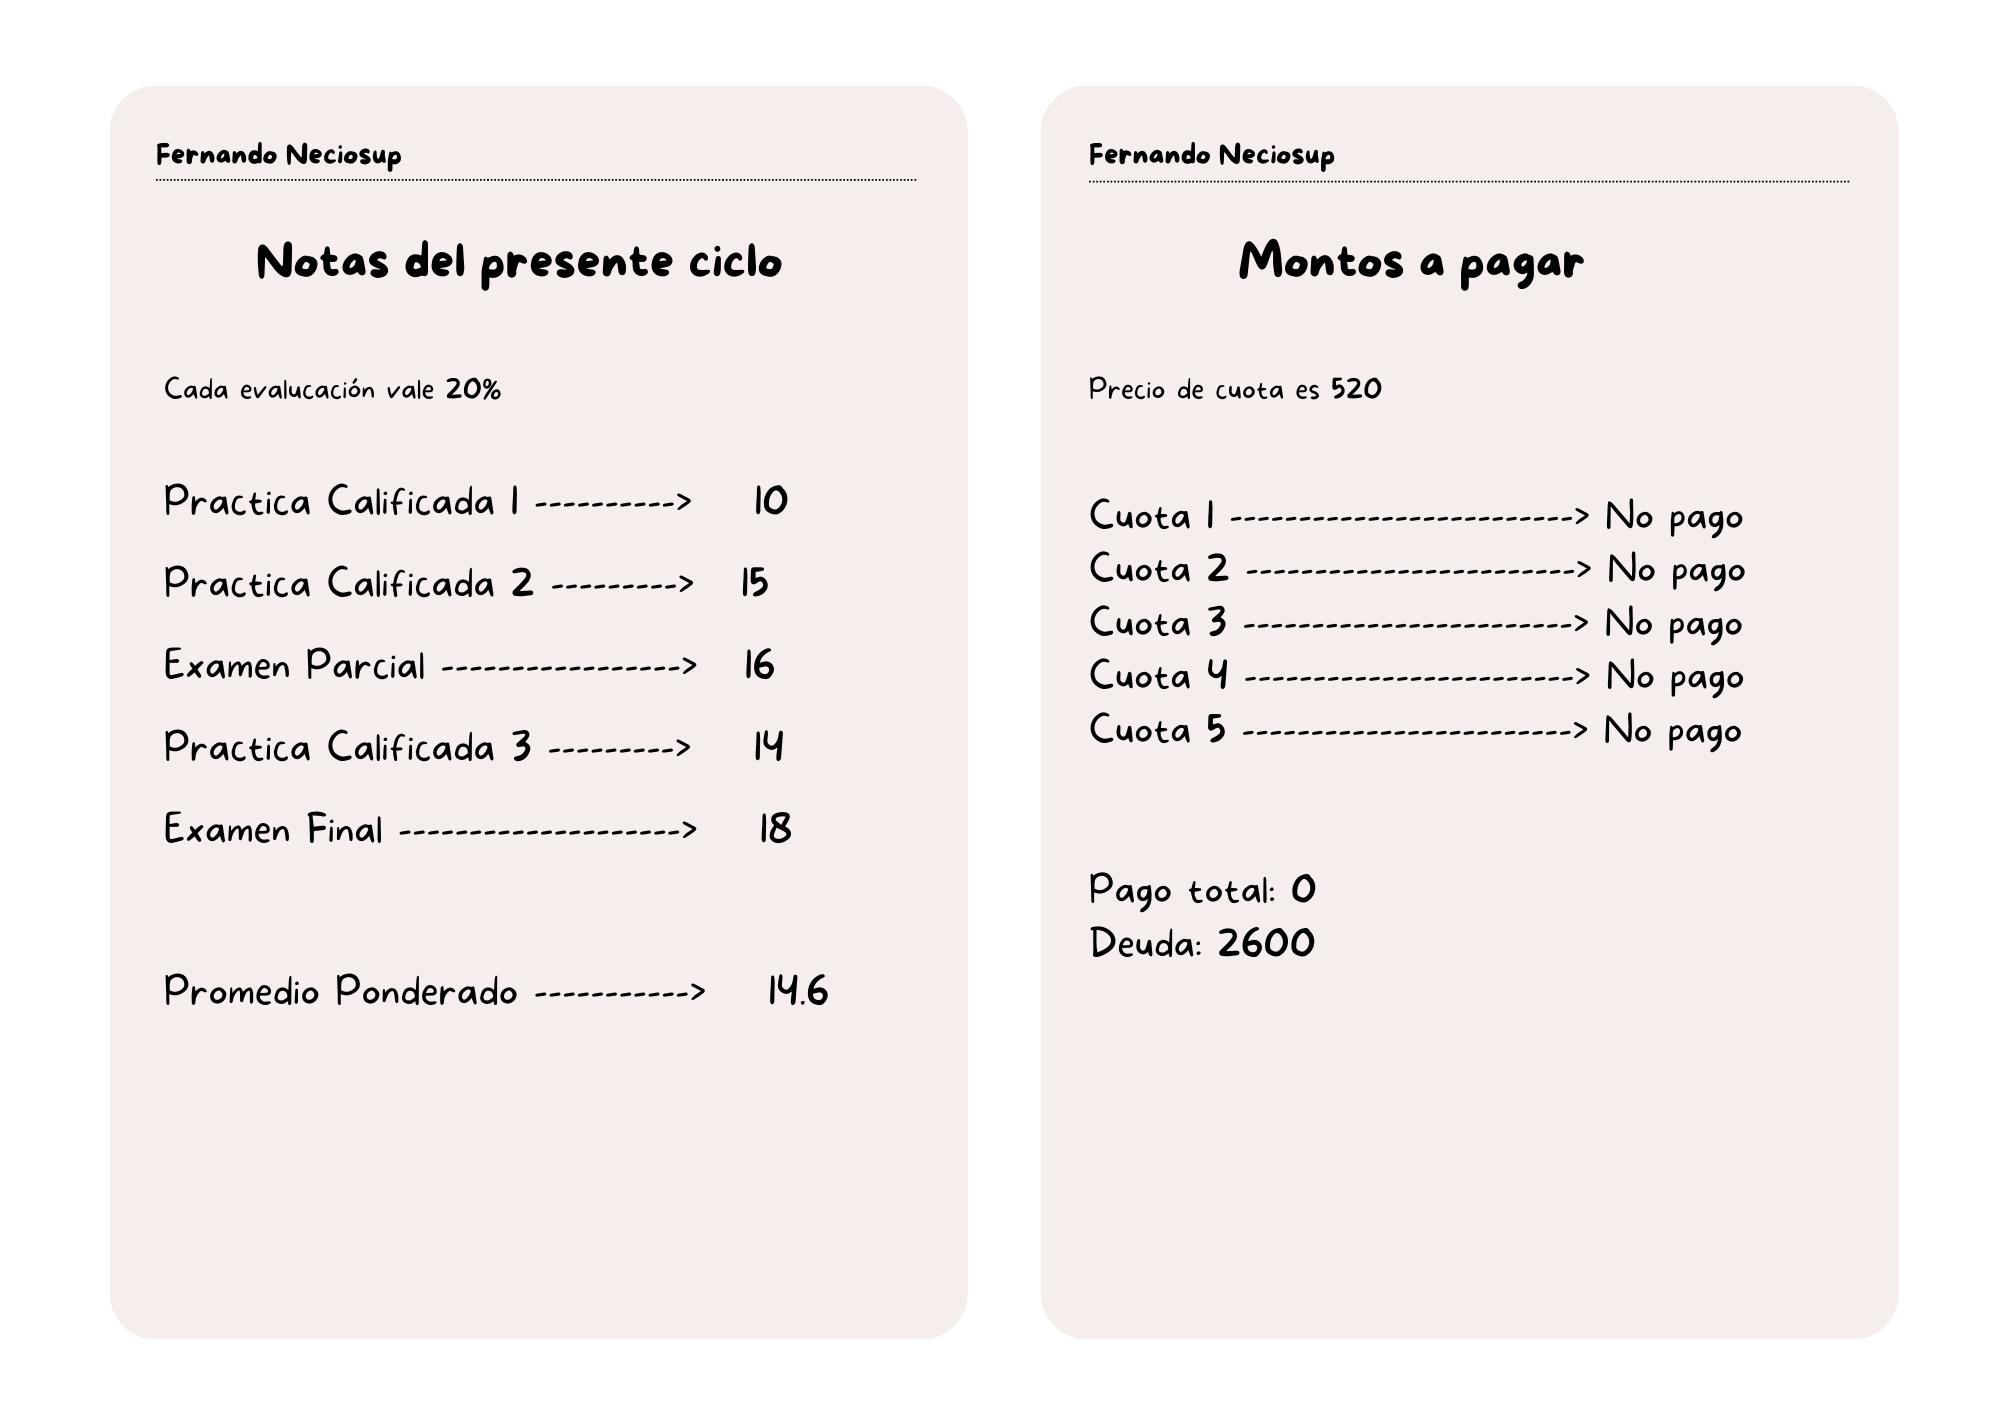 Fernando Neciosup
Notas del presente ciclo
Cada evalucación vale 20%
Practica Calificada 1 ----------> 10
Practica Calificada 2 ---------> 15
Examen Parcial -----------------> 16
Practica Calificada 3 ----------> 14
Examen Final --------------------> 18
Promedio Ponderado -----------> 14.6
Fernando Neciosup
Montos a pagar
Precio de cuota es 520
Cuota 1 -------------------------> No pago
Cuota 2 ------------------------> No pago
Cuota 3 ------------------------> No pago
Cuota 4 ------------------------> No pago
Cuota 5 ------------------------> No pago
Pago total: 0
Deuda: 2600